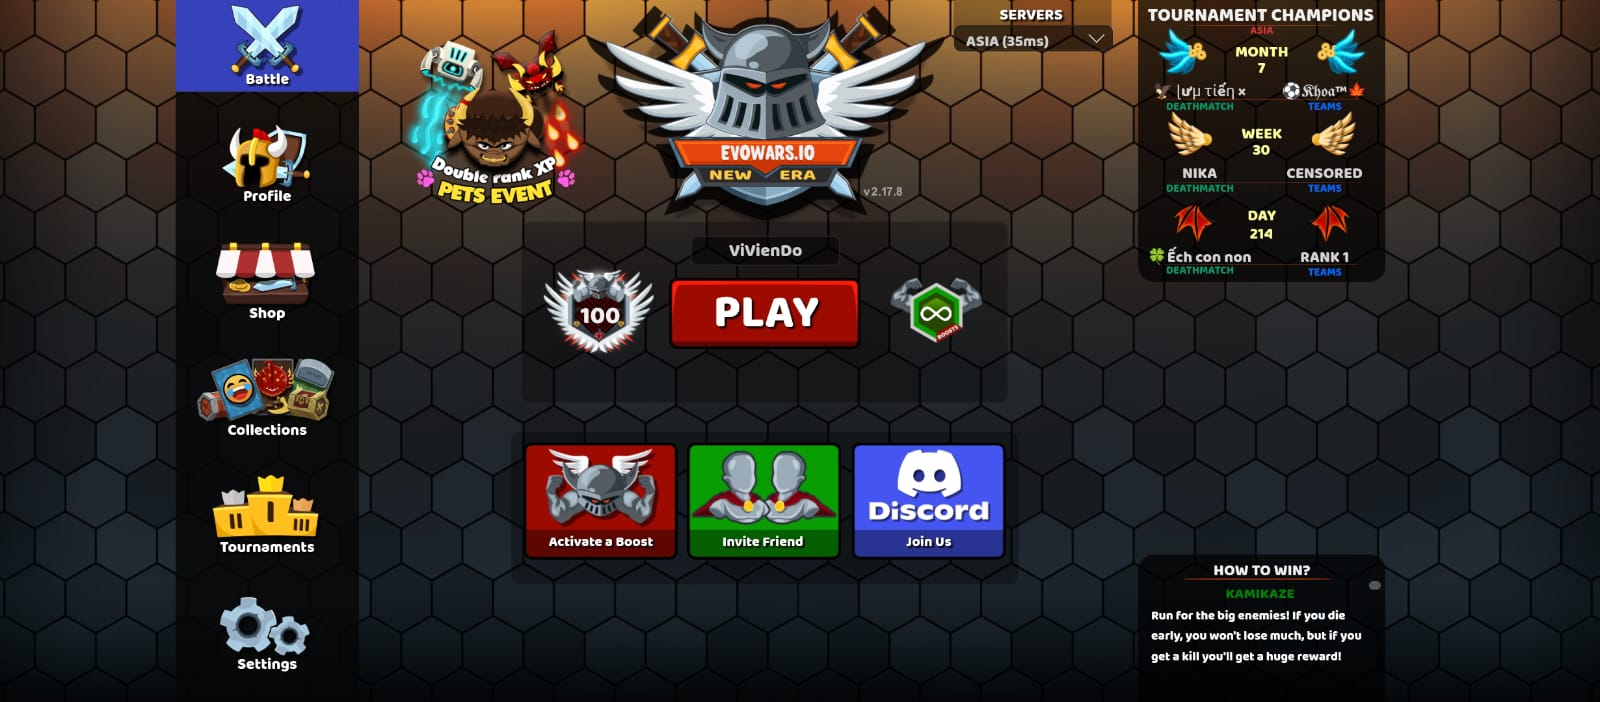 Battle
Profile
Shop
Collections
Tournaments
Settings
Double rank XP
PETS EVENT
EVOWARS.IO
NEW ERA
v2.17.8
SERVERS
ASIA (35ms)
ViVienDo
100
PLAY
BOOSTS
Activate a Boost
Invite Friend
Discord
Join Us
TOURNAMENT CHAMPIONS
ASIA
MONTH
7
🦅 ɭưµ τίếη × ⚽𝕶𝖍𝖔𝖆™🍁
DEATHMATCH TEAMS
WEEK
30
NIKA CENSORED
DEATHMATCH TEAMS
DAY
214
🍀Ếch con non RANK 1
DEATHMATCH TEAMS
HOW TO WIN?
KAMIKAZE
Run for the big enemies! If you die
early, you won't lose much, but if you
get a kill you'll get a huge reward!